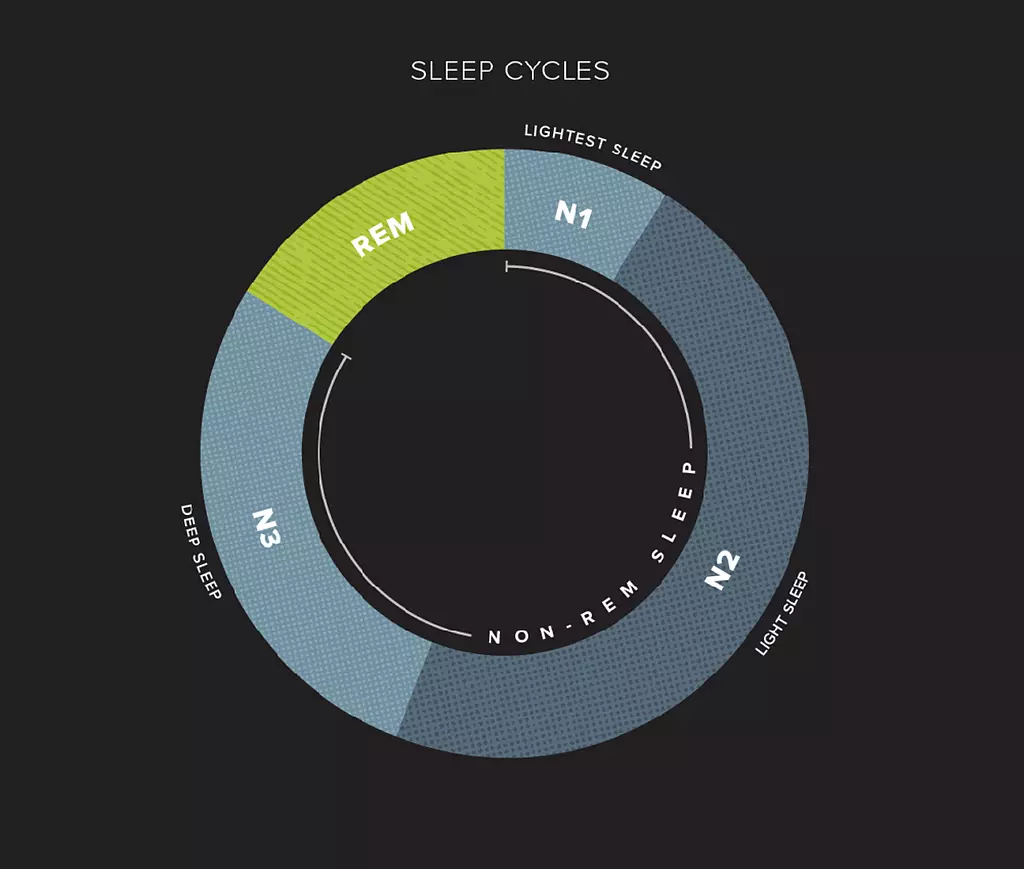 SLEEP CYCLES
LIGHTEST SLEEP
N1
REM
N2
LIGHT SLEEP
NON-REM SLEEP
N3
DEEP SLEEP